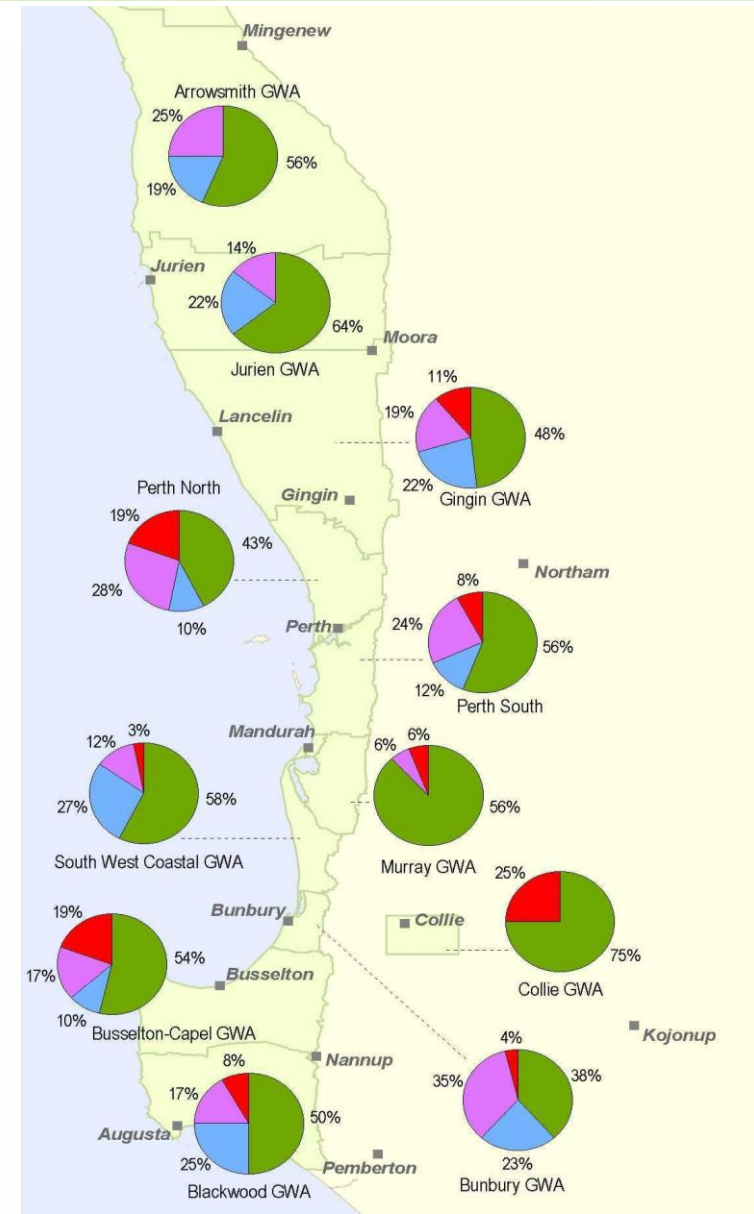 Mingenew
Arrowsmith GWA
25%
56%
19%
14%
Jurien
22%
64%
Moora
Jurien GWA
11%
Lancelin
19%
48%
22%
Gingin GWA
Perth North
Gingin
19%
43%
28%
10%
Northam
8%
Perth
24%
56%
12%
Perth South
Mandurah
3%
12%
27%
58%
South West Coastal GWA
6%
6%
56%
Murray GWA
25%
Bunbury
Collie
75%
Collie GWA
19%
54%
17%
10%
Busselton
Busselton-Capel GWA
Kojonup
Nannup
8%
17%
50%
Augusta
25%
Blackwood GWA
4%
35%
38%
23%
Bunbury GWA
Pemberton